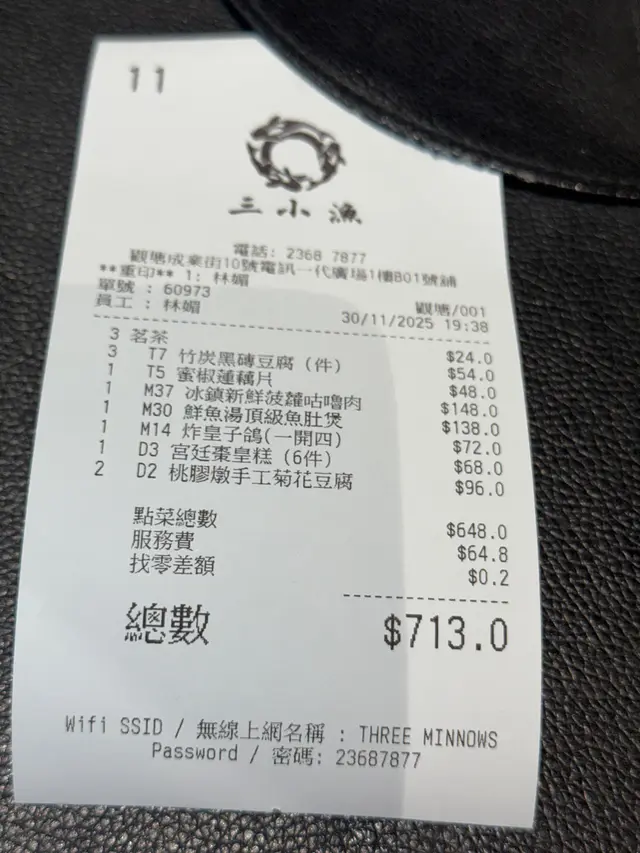 11
三小漁
電話: 2368 7877
觀塘成業街10號電訊一代廣場1樓B01號舖
**重印** 1: 林媚
單號 : 60973
觀塘/001
員工 : 林媚
30/11/2025 19:38
3 茗茶 $24.0
3 T7 竹炭黑磚豆腐 (件) $54.0
1 T5 蜜椒蓮藕片 $48.0
1 M37 冰鎮新鮮菠蘿咕嚕肉 $148.0
1 M30 鮮魚湯頂級魚肚煲 $138.0
1 M14 炸皇子鴿(一開四) $72.0
1 D3 宮廷棗皇糕 (6件) $68.0
2 D2 桃膠燉手工菊花豆腐 $96.0
點菜總數 $648.0
服務費 $64.8
找零差額 $0.2
總數 $713.0
Wifi SSID / 無線上網名稱 : THREE MINNOWS
Password / 密碼: 23687877